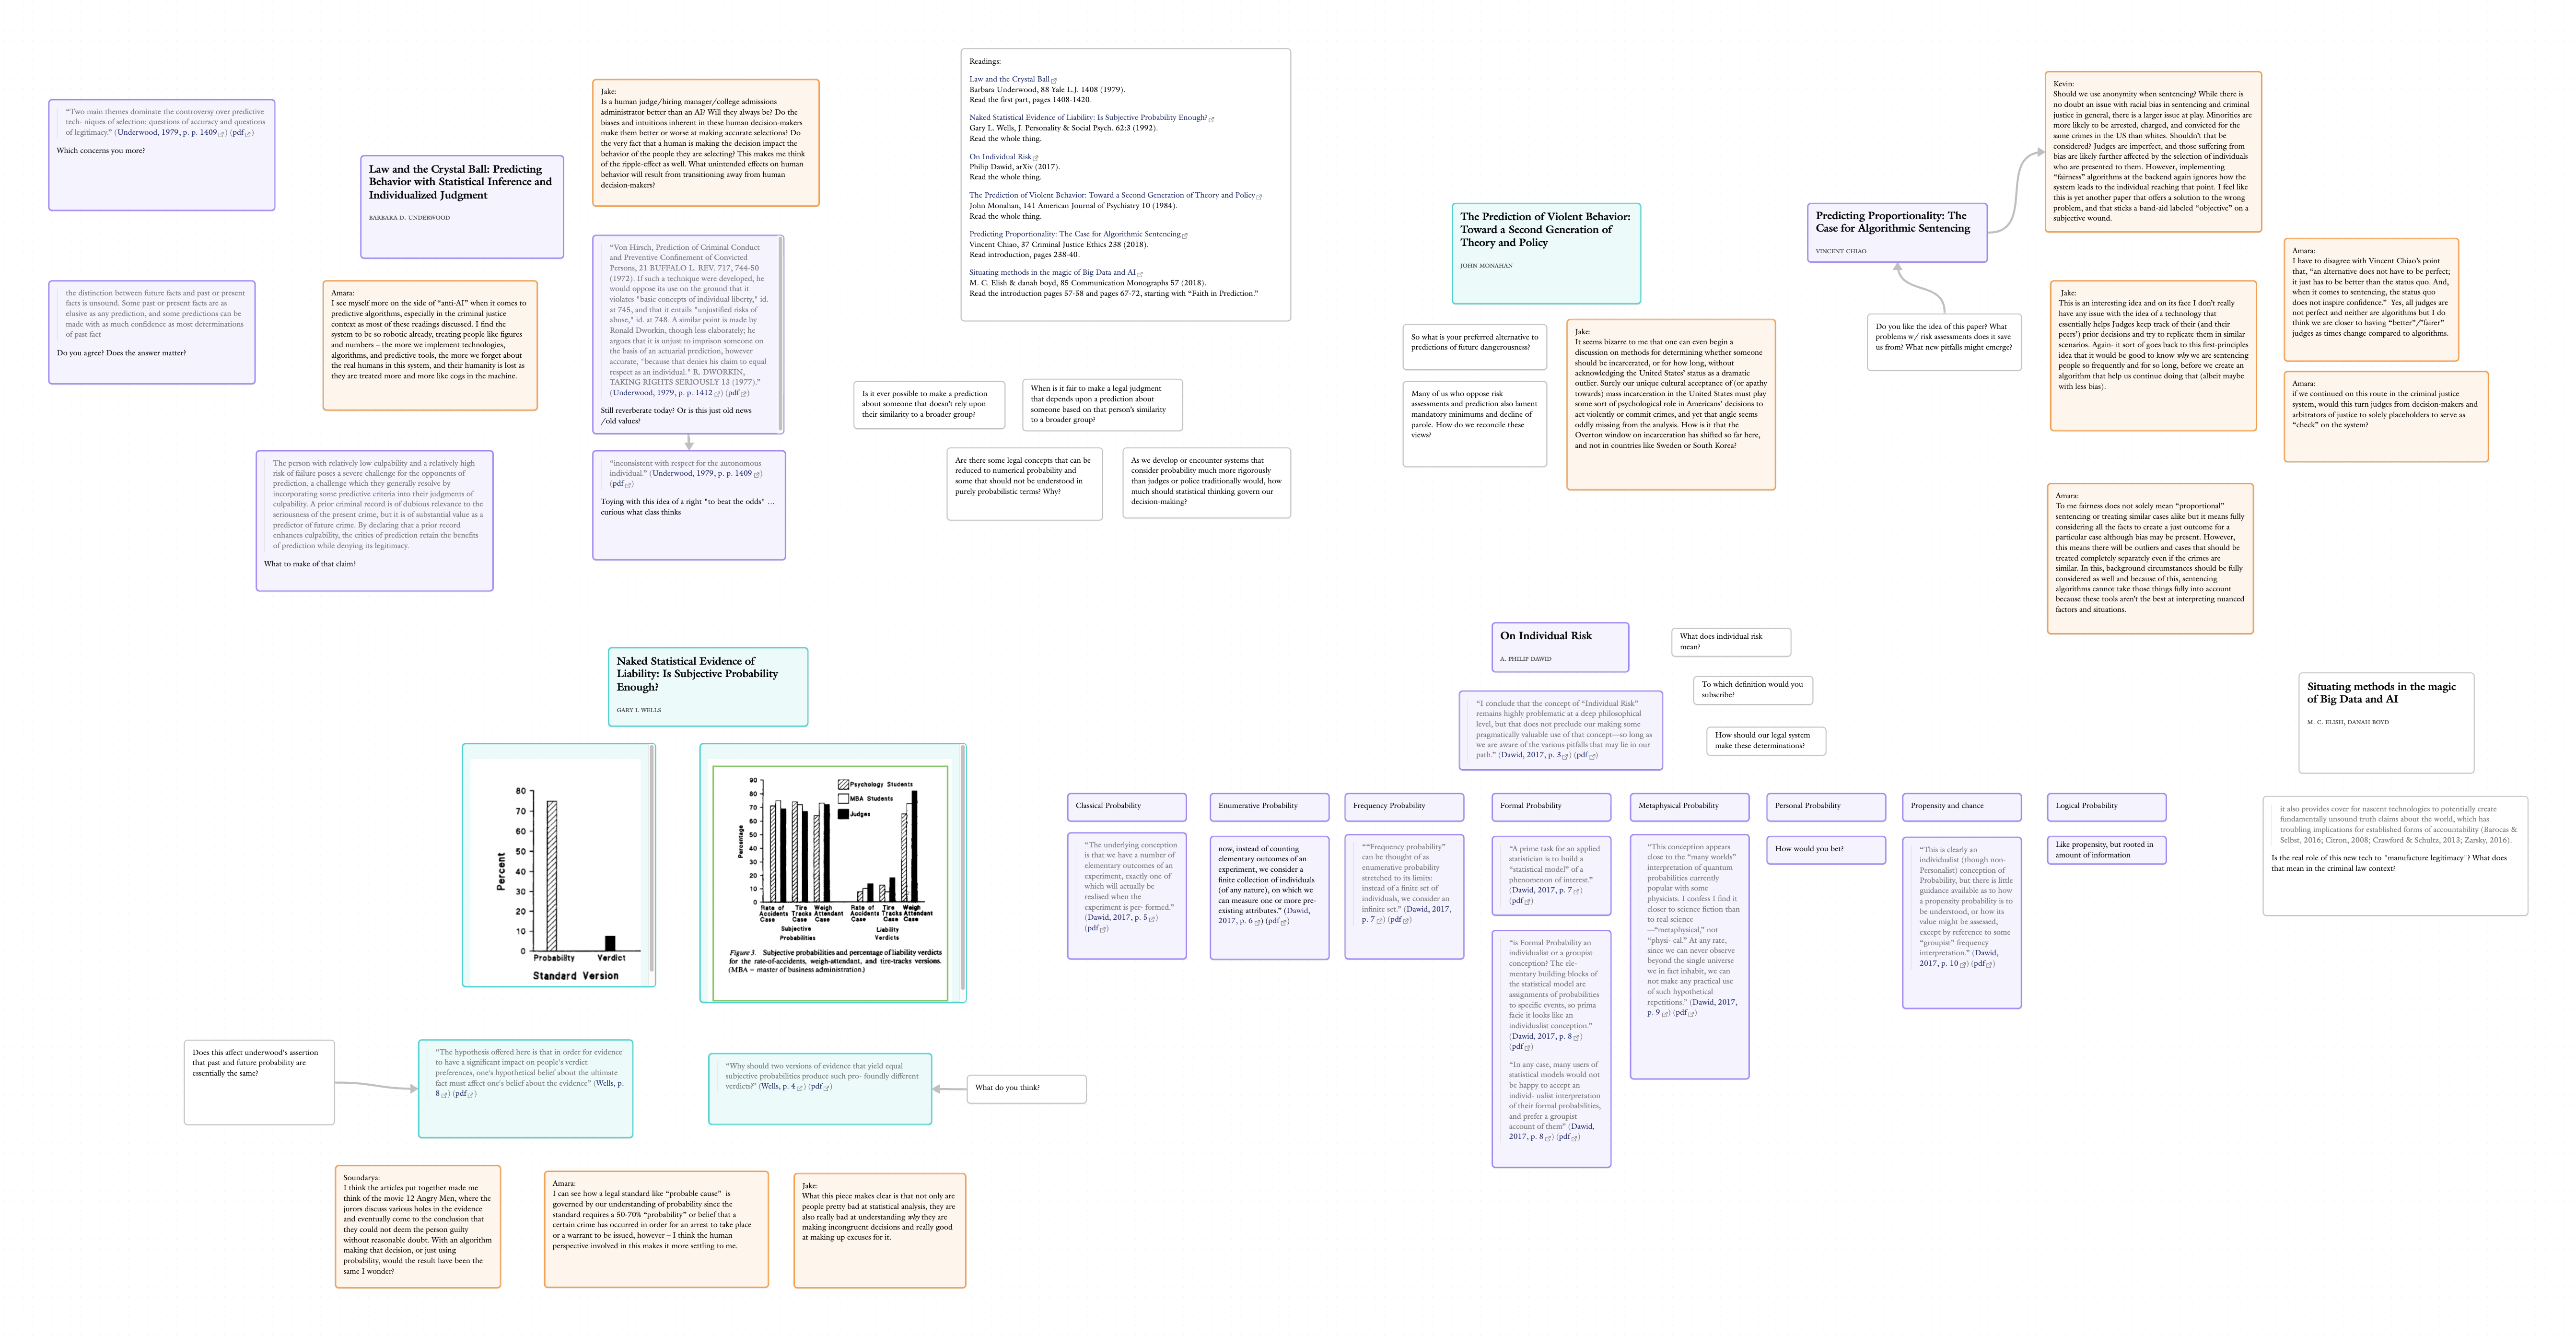 “Two main themes dominate the controversy over predictive
tech- niques of selection: questions of accuracy and questions
of legitimacy.” (Underwood, 1979, p. p. 1409) (pdf)
Which concerns you more?
Law and the Crystal Ball: Predicting
Behavior with Statistical Inference and
Individualized Judgment
BARBARA D. UNDERWOOD
Jake:
Is a human judge/hiring manager/college admissions
administrator better than an AI? Will they always be? Do the
biases and intuitions inherent in these human decision-makers
make them better or worse at making accurate selections? Do
the very fact that a human is making the decision impact the
behavior of the people they are selecting? This makes me think
of the ripple-effect as well. What unintended effects on human
behavior will result from transitioning away from human
decision-makers?
the distinction between future facts and past or present
facts is unsound. Some past or present facts are as
elusive as any prediction, and some predictions can be
made with as much confidence as most determinations
of past fact
Do you agree? Does the answer matter?
Amara:
I see myself more on the side of “anti-AI” when it comes to
predictive algorithms, especially in the criminal justice
context as most of these readings discussed. I find the
system to be so robotic already, treating people like figures
and numbers – the more we implement technologies,
algorithms, and predictive tools, the more we forget about
the real humans in this system, and their humanity is lost as
they are treated more and more like cogs in the machine.
“Von Hirsch, Prediction of Criminal Conduct
and Preventive Confinement of Convicted
Persons, 21 BUFFALO L. REV. 717, 744-50
(1972). If such a technique were developed, he
would oppose its use on the ground that it
violates "basic concepts of individual liberty," id.
at 745, and that it entails "unjustified risks of
abuse," id. at 748. A similar point is made by
Ronald Dworkin, though less elaborately; he
argues that it is unjust to imprison someone on
the basis of an actuarial prediction, however
accurate, "because that denies his claim to equal
respect as an individual." R. DWORKIN,
TAKING RIGHTS SERIOUSLY 13 (1977).”
(Underwood, 1979, p. p. 1412) (pdf)
Still reverberate today? Or is this just old news
/old values?
The person with relatively low culpability and a relatively high
risk of failure poses a severe challenge for the opponents of
prediction, a challenge which they generally resolve by
incorporating some predictive criteria into their judgments of
culpability. A prior criminal record is of dubious relevance to the
seriousness of the present crime, but it is of substantial value as a
predictor of future crime. By declaring that a prior record
enhances culpability, the critics of prediction retain the benefits
of prediction while denying its legitimacy.
What to make of that claim?
“inconsistent with respect for the autonomous
individual.” (Underwood, 1979, p. p. 1409)
(pdf)
Toying with this idea of a right "to beat the odds" …
curious what class thinks
Readings:
Law and the Crystal Ball
Barbara Underwood, 88 Yale L.J. 1408 (1979).
Read the first part, pages 1408-1420.
Naked Statistical Evidence of Liability: Is Subjective Probability Enough?
Gary L. Wells, J. Personality & Social Psych. 62:3 (1992).
Read the whole thing.
On Individual Risk
Philip Dawid, arXiv (2017).
Read the whole thing.
The Prediction of Violent Behavior: Toward a Second Generation of Theory and Policy
John Monahan, 141 American Journal of Psychiatry 10 (1984).
Read the whole thing.
Predicting Proportionality: The Case for Algorithmic Sentencing
Vincent Chiao, 37 Criminal Justice Ethics 238 (2018).
Read introduction, pages 238-40.
Situating methods in the magic of Big Data and AI
M. C. Elish & danah boyd, 85 Communication Monographs 57 (2018).
Read the introduction pages 57-58 and pages 67-72, starting with “Faith in Prediction.”
Is it ever possible to make a prediction
about someone that doesn’t rely upon
their similarity to a broader group?
When is it fair to make a legal judgment
that depends upon a prediction about
someone based on that person’s similarity
to a broader group?
Are there some legal concepts that can be
reduced to numerical probability and
some that should not be understood in
purely probabilistic terms? Why?
As we develop or encounter systems that
consider probability much more rigorously
than judges or police traditionally would, how
much should statistical thinking govern our
decision-making?
The Prediction of Violent Behavior:
Toward a Second Generation of
Theory and Policy
JOHN MONAHAN
So what is your preferred alternative to
predictions of future dangerousness?
Many of us who oppose risk
assessments and prediction also lament
mandatory minimums and decline of
parole. How do we reconcile these
views?
Jake:
It seems bizarre to me that one can even begin a
discussion on methods for determining whether someone
should be incarcerated, or for how long, without
acknowledging the United States’ status as a dramatic
outlier. Surely our unique cultural acceptance of (or apathy
towards) mass incarceration in the United States must play
some sort of psychological role in Americans’ decisions to
act violently or commit crimes, and yet that angle seems
oddly missing from the analysis. How is it that the
Overton window on incarceration has shifted so far here,
and not in countries like Sweden or South Korea?
Predicting Proportionality: The
Case for Algorithmic Sentencing
VINCENT CHIAO
Do you like the idea of this paper? What
problems w/ risk assessments does it save
us from? What new pitfalls might emerge?
Kevin:
Should we use anonymity when sentencing? While there is
no doubt an issue with racial bias in sentencing and criminal
justice in general, there is a larger issue at play. Minorities are
more likely to be arrested, charged, and convicted for the
same crimes in the US than whites. Shouldn’t that be
considered? Judges are imperfect, and those suffering from
bias are likely further affected by the selection of individuals
who are presented to them. However, implementing
“fairness” algorithms at the backend again ignores how the
system leads to the individual reaching that point. I feel like
this is yet another paper that offers a solution to the wrong
problem, and that sticks a band-aid labeled “objective” on a
subjective wound.
Jake:
This is an interesting idea and on its face I don’t really
have any issue with the idea of a technology that
essentially helps Judges keep track of their (and their
peers’) prior decisions and try to replicate them in similar
scenarios. Again- it sort of goes back to this first-principles
idea that it would be good to know why we are sentencing
people so frequently and for so long, before we create an
algorithm that help us continue doing that (albeit maybe
with less bias).
Amara:
I have to disagree with Vincent Chiao’s point
that, “an alternative does not have to be perfect;
it just has to be better than the status quo. And,
when it comes to sentencing, the status quo
does not inspire confidence.” Yes, all judges are
not perfect and neither are algorithms but I do
think we are closer to having “better”/“fairer”
judges as times change compared to algorithms.
Amara:
if we continued on this route in the criminal justice
system, would this turn judges from decision-makers and
arbitrators of justice to solely placeholders to serve as
“check” on the system?
Amara:
To me fairness does not solely mean “proportional”
sentencing or treating similar cases alike but it means fully
considering all the facts to create a just outcome for a
particular case although bias may be present. However,
this means there will be outliers and cases that should be
treated completely separately even if the crimes are
similar. In this, background circumstances should be fully
considered as well and because of this, sentencing
algorithms cannot take those things fully into account
because these tools aren’t the best at interpreting nuanced
factors and situations.
Naked Statistical Evidence of
Liability: Is Subjective Probability
Enough?
GARY L WELLS
80
70
60
50
40
30
20
10
0
Percent
Probability Verdict
Standard Version
90
80
70
60
50
40
30
20
10
0
Percentage
Psychology Students
MBA Students
Judges
Rate of Accidents Case
Tire Tracks Case
Weigh Attendant Case
Rate of Accidents Case
Tire Tracks Case
Weigh Attendant Case
Subjective Probabilities
Liability Verdicts
Figure 3. Subjective probabilities and percentage of liability verdicts
for the rate-of-accidents, weigh-attendant, and tire-tracks versions.
(MBA = master of business administration.)
Does this affect underwood’s assertion
that past and future probability are
essentially the same?
“The hypothesis offered here is that in order for evidence
to have a significant impact on people’s verdict
preferences, one’s hypothetical belief about the ultimate
fact must affect one’s belief about the evidence” (Wells, p.
8) (pdf)
“Why should two versions of evidence that yield equal
subjective probabilities produce such pro- foundly different
verdicts?” (Wells, p. 4) (pdf)
What do you think?
Soundarya:
I think the articles put together made me
think of the movie 12 Angry Men, where the
jurors discuss various holes in the evidence
and eventually come to the conclusion that
they could not deem the person guilty
without reasonable doubt. With an algorithm
making that decision, or just using
probability, would the result have been the
same I wonder?
Amara:
I can see how a legal standard like “probable cause” is
governed by our understanding of probability since the
standard requires a 50-70% “probability” or belief that a
certain crime has occurred in order for an arrest to take place
or a warrant to be issued, however – I think the human
perspective involved in this makes it more settling to me.
Jake:
What this piece makes clear is that not only are
people pretty bad at statistical analysis, they are
also really bad at understanding why they are
making incongruent decisions and really good
at making up excuses for it.
On Individual Risk
A. PHILIP DAWID
What does individual risk
mean?
To which definition would you
subscribe?
How should our legal system
make these determinations?
“I conclude that the concept of “Individual Risk”
remains highly problematic at a deep philosophical
level, but that does not preclude our making some
pragmatically valuable use of that concept—so long as
we are aware of the various pitfalls that may lie in our
path.” (Dawid, 2017, p. 3) (pdf)
Classical Probability
“The underlying conception
is that we have a number of
elementary outcomes of an
experiment, exactly one of
which will actually be
realised when the
experiment is per- formed.”
(Dawid, 2017, p. 5)
(pdf)
Enumerative Probability
now, instead of counting
elementary outcomes of an
experiment, we consider a
finite collection of individuals
(of any nature), on which we
can measure one or more pre-
existing attributes.” (Dawid,
2017, p. 6) (pdf)
Frequency Probability
““Frequency probability”
can be thought of as
enumerative probability
stretched to its limits:
instead of a finite set of
individuals, we consider an
infinite set.” (Dawid, 2017,
p. 7) (pdf)
Formal Probability
“A prime task for an applied
statistician is to build a
“statistical model” of a
phenomenon of interest.”
(Dawid, 2017, p. 7)
(pdf)
“is Formal Probability an
individualist or a groupist
conception? The ele-
mentary building blocks of
the statistical model are
assignments of probabilities
to specific events, so prima
facie it looks like an
individualist conception.”
(Dawid, 2017, p. 8)
(pdf)
“In any case, many users of
statistical models would not
be happy to accept an
individ- ualist interpretation
of their formal probabilities,
and prefer a groupist
account of them” (Dawid,
2017, p. 8) (pdf)
Metaphysical Probability
“This conception appears
close to the “many worlds”
interpretation of quantum
probabilities currently
popular with some
physicists. I confess I find it
closer to science fiction than
to real science
—“metaphysical,” not
“physi- cal.” At any rate,
since we can never observe
beyond the single universe
we in fact inhabit, we can
not make any practical use
of such hypothetical
repetitions.” (Dawid, 2017,
p. 9) (pdf)
Personal Probability
How would you bet?
Propensity and chance
“This is clearly an
individualist (though non-
Personalist) conception of
Probability, but there is little
guidance available as to how
a propensity probability is to
be understood, or how its
value might be assessed,
except by reference to some
“groupist” frequency
interpretation.” (Dawid,
2017, p. 10) (pdf)
Logical Probability
Like propensity, but rooted in
amount of information
Situating methods in the magic
of Big Data and AI
M. C. ELISH, DANAH BOYD
it also provides cover for nascent technologies to potentially create
fundamentally unsound truth claims about the world, which has
troubling implications for established forms of accountability (Barocas &
Selbst, 2016; Citron, 2008; Crawford & Schultz, 2013; Zarsky, 2016).
Is the real role of this new tech to "manufacture legitimacy"? What does
that mean in the criminal law context?